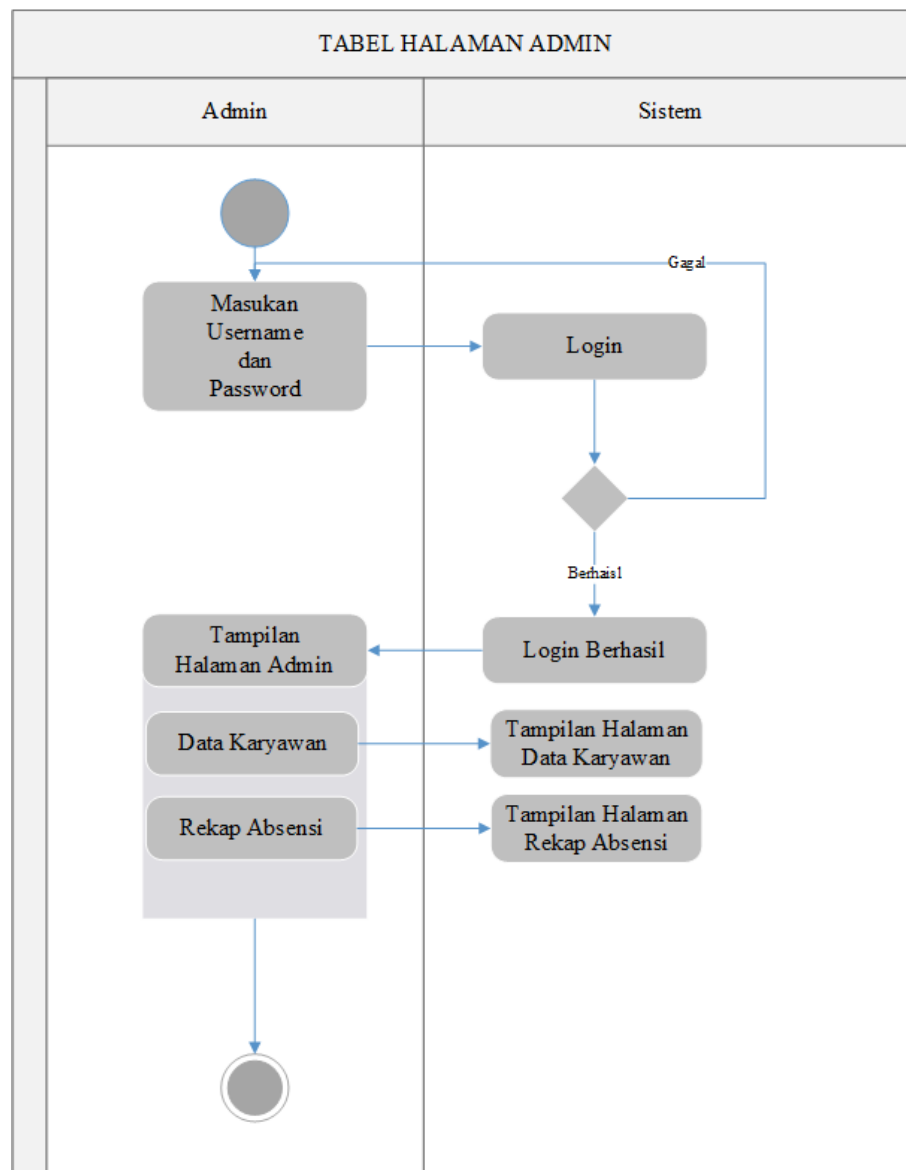 TABEL HALAMAN ADMIN
Admin
Sistem
Gagal
Masukan
Username
dan
Password
Login
Berhaisl
Tampilan
Halaman Admin
Login Berhasil
Data Karyawan
Tampilan Halaman
Data Karyawan
Rekap Absensi
Tampilan Halaman
Rekap Absensi